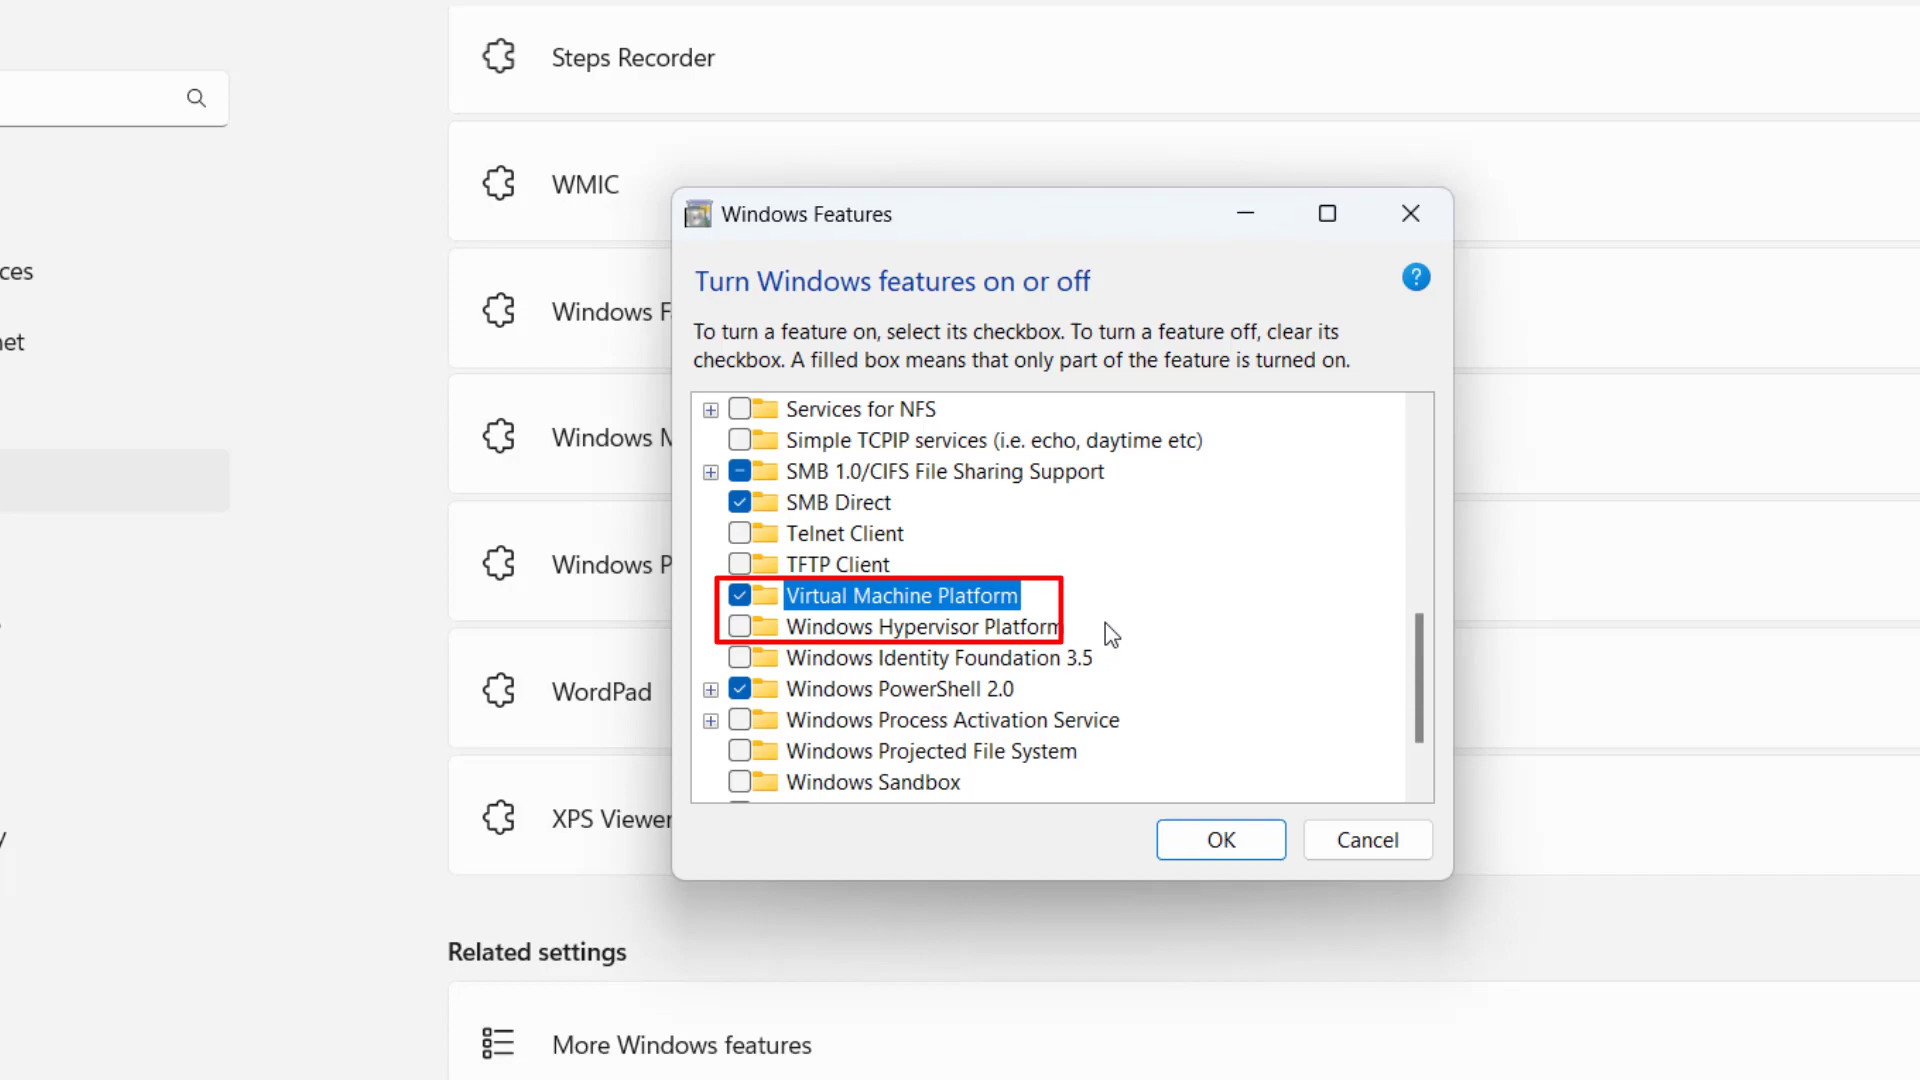 Steps Recorder
WMIC
ces
Windows Features
Windows F
Turn Windows features on or off
?
To turn a feature on, select its checkbox. To turn a feature off, clear its
checkbox. A filled box means that only part of the feature is turned on.
Services for NFS
Windows M
Simple TCPIP services (i.e. echo, daytime etc)
SMB 1.0/CIFS File Sharing Support
SMB Direct
Telnet Client
Windows P
TFTP Client
Virtual Machine Platform
Windows Hypervisor Platform
Windows Identity Foundation 3.5
WordPad
Windows PowerShell 2.0
Windows Process Activation Service
Windows Projected File System
Windows Sandbox
XPS Viewer
OK
Cancel
Related settings
More Windows features